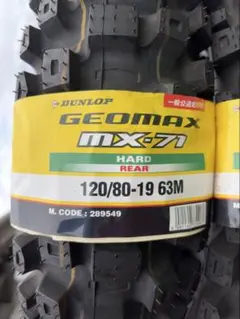 DUNLOP
GEOMAX
MX-71
HARD
REAR
120/80-19 63M
M. CODE : 289549